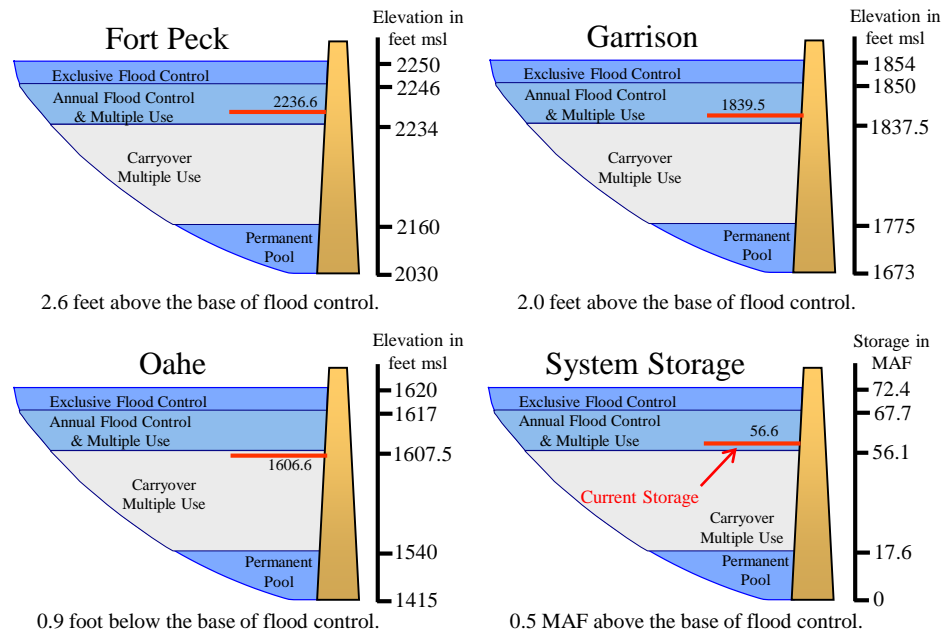 Fort Peck
Elevation in
feet msl
Exclusive Flood Control
Annual Flood Control
& Multiple Use
2236.6
Carryover
Multiple Use
Permanent
Pool
2250
2246
2234
2160
2030
2.6 feet above the base of flood control.
Garrison
Elevation in
feet msl
Exclusive Flood Control
Annual Flood Control
& Multiple Use
1839.5
Carryover
Multiple Use
Permanent
Pool
1854
1850
1837.5
1775
1673
2.0 feet above the base of flood control.
Oahe
Elevation in
feet msl
Exclusive Flood Control
Annual Flood Control
& Multiple Use
1606.6
Carryover
Multiple Use
Permanent
Pool
1620
1617
1607.5
1540
1415
0.9 foot below the base of flood control.
System Storage
Storage in
MAF
Exclusive Flood Control
Annual Flood Control
& Multiple Use
56.6
Current Storage
Carryover
Multiple Use
Permanent
Pool
72.4
67.7
56.1
17.6
0
0.5 MAF above the base of flood control.